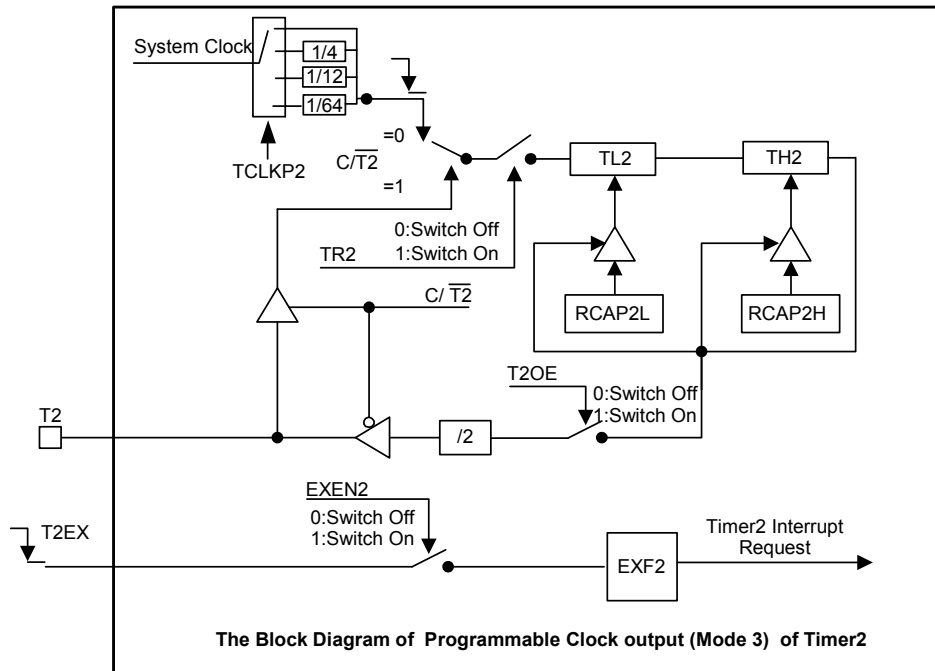 System Clock
1/4
1/12
1/64
TCLKP2
=0
C/T2
=1
TL2
TH2
0:Switch Off
1:Switch On
TR2
C/ T2
RCAP2L
RCAP2H
T2OE
0:Switch Off
1:Switch On
T2
/2
EXEN2
0:Switch Off
1:Switch On
T2EX
EXF2
Timer2 Interrupt
Request
The Block Diagram of Programmable Clock output (Mode 3) of Timer2